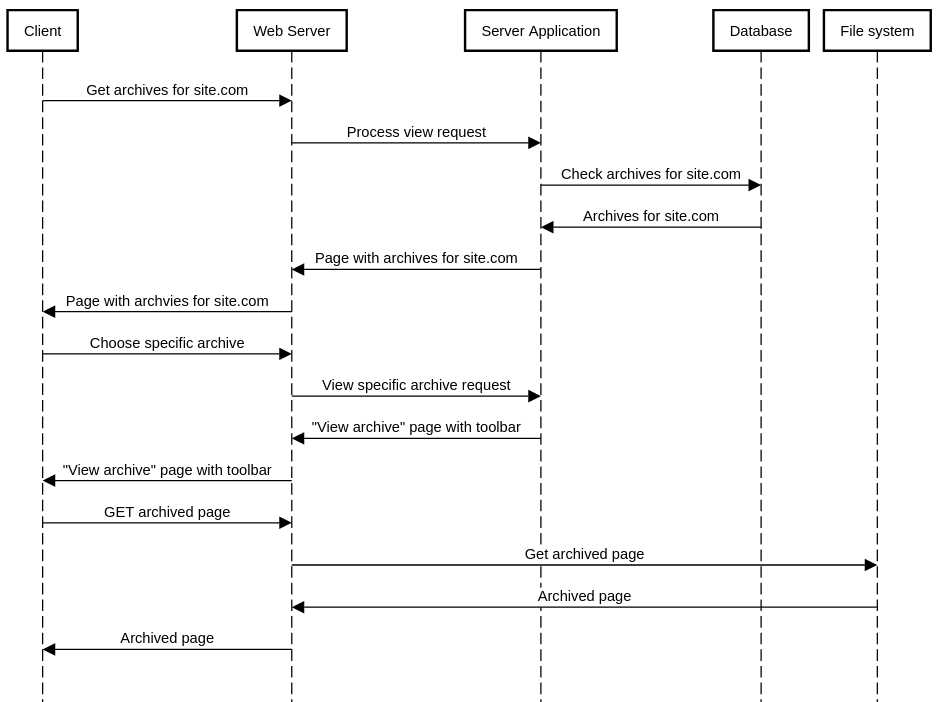 Client
Web Server
Server Application
Database
File system
Get archives for site.com
Process view request
Check archives for site.com
Archives for site.com
Page with archives for site.com
Page with archvies for site.com
Choose specific archive
View specific archive request
"View archive" page with toolbar
"View archive" page with toolbar
GET archived page
Get archived page
Archived page
Archived page